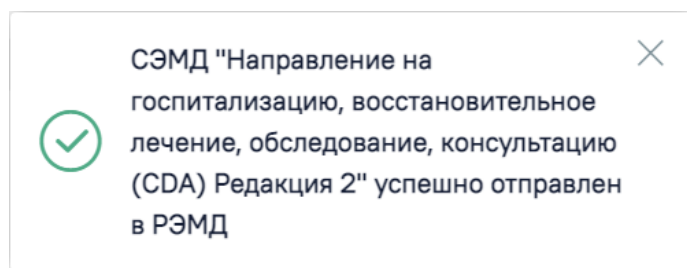 СЭМД "Направление на
госпитализацию, восстановительное
лечение, обследование, консультацию
(CDA) Редакция 2" успешно отправлен
в РЭМД